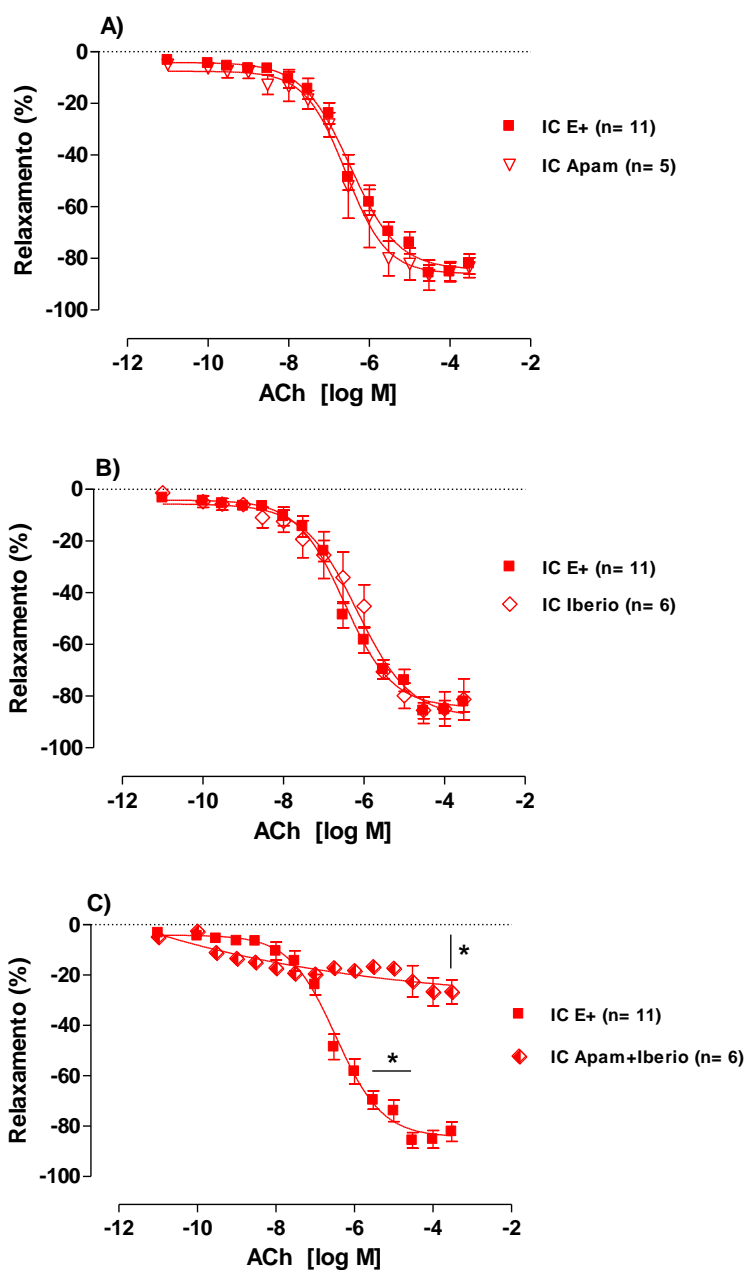 A)
0
-20
-40
-60
-80
-100
Relaxamento (%)
IC E+ (n= 11)
IC Apam (n= 5)
-12 -10 -8 -6 -4 -2
ACh [log M]
B)
0
-20
-40
-60
-80
-100
Relaxamento (%)
IC E+ (n= 11)
IC Iberio (n= 6)
-12 -10 -8 -6 -4 -2
ACh [log M]
C)
0
-20
-40
-60
-80
-100
Relaxamento (%)
*
*
IC E+ (n= 11)
IC Apam+Iberio (n= 6)
-12 -10 -8 -6 -4 -2
ACh [log M]